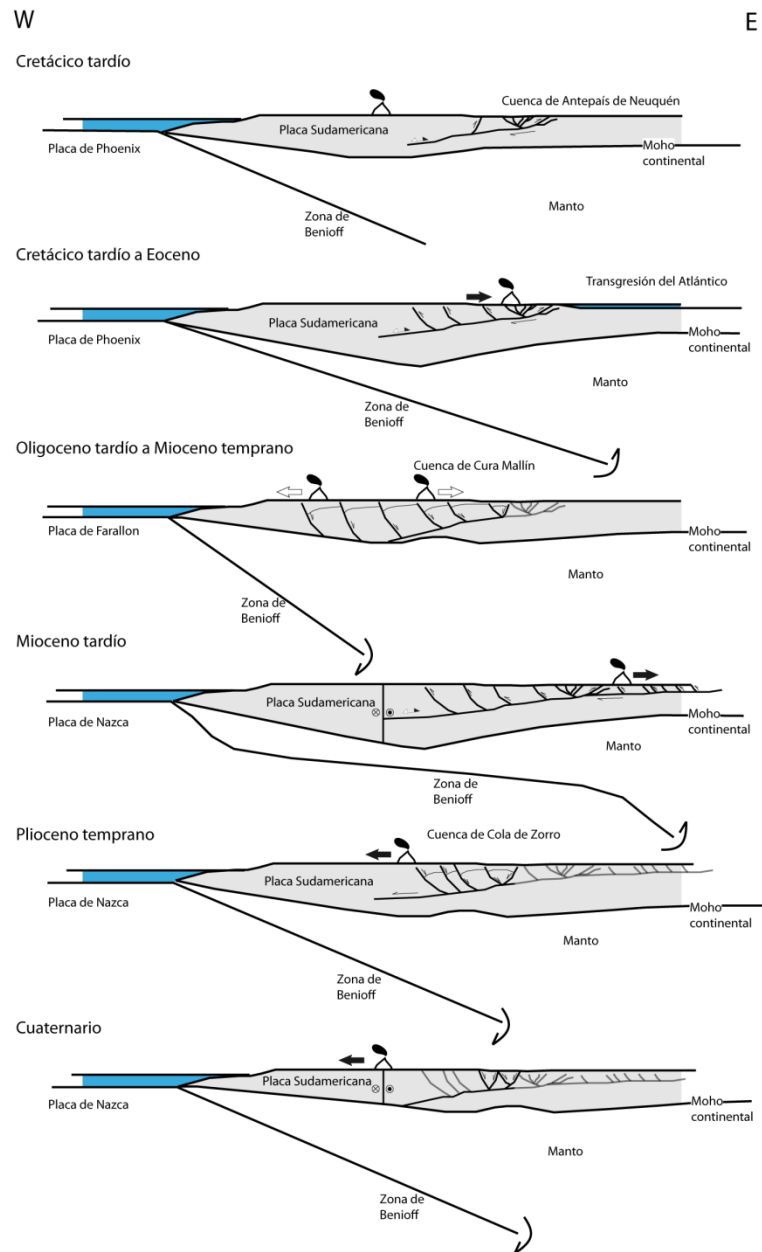 W
E
Cretácico tardío
Cuenca de Antepaís de Neuquén
Placa Sudamericana
Placa de Phoenix
Moho
continental
Zona de
Benioff
Manto
Cretácico tardío a Eoceno
Transgresión del Atlántico
Placa Sudamericana
Placa de Phoenix
Moho
continental
Manto
Zona de
Benioff
Oligoceno tardío a Mioceno temprano
Cuenca de Cura Mallín
Placa de Farallon
Moho
continental
Manto
Zona de
Benioff
Mioceno tardío
Placa Sudamericana
Placa de Nazca
Moho
continental
Manto
Zona de
Benioff
Plioceno temprano
Cuenca de Cola de Zorro
Placa Sudamericana
Placa de Nazca
Moho
continental
Manto
Zona de
Benioff
Cuaternario
Placa Sudamericana
Placa de Nazca
Moho
continental
Manto
Zona de
Benioff